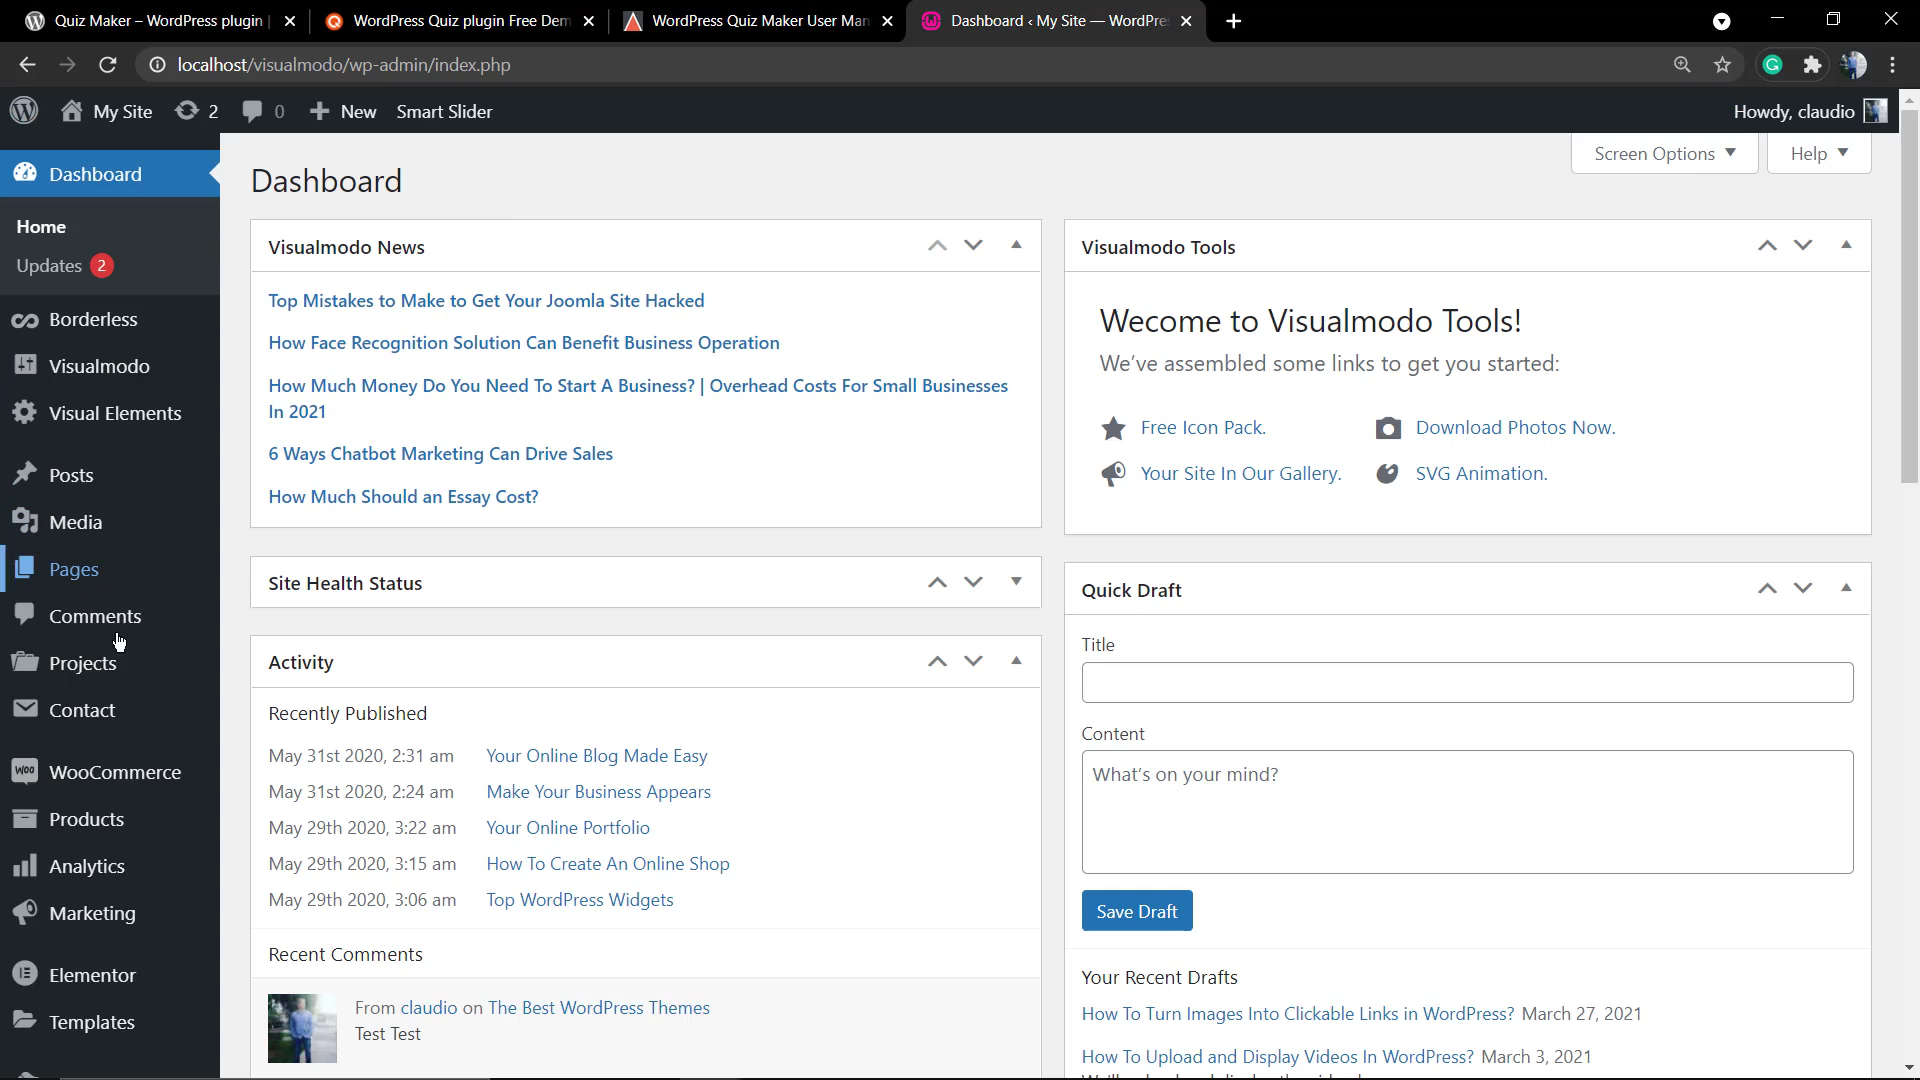 Quiz Maker – WordPress plugin
WordPress Quiz plugin Free Dem
WordPress Quiz Maker User Man
Dashboard ‹ My Site — WordPre
localhost/visualmodo/wp-admin/index.php
My Site
2
0
New
Smart Slider
Howdy, claudio
Screen Options
Help
Dashboard
Home
Updates 2
Borderless
Visualmodo
Visual Elements
Posts
Media
Pages
Comments
Projects
Contact
WooCommerce
Products
Analytics
Marketing
Elementor
Templates
Dashboard
Visualmodo News
Top Mistakes to Make to Get Your Joomla Site Hacked
How Face Recognition Solution Can Benefit Business Operation
How Much Money Do You Need To Start A Business? | Overhead Costs For Small Businesses
In 2021
6 Ways Chatbot Marketing Can Drive Sales
How Much Should an Essay Cost?
Site Health Status
Activity
Recently Published
May 31st 2020, 2:31 am Your Online Blog Made Easy
May 31st 2020, 2:24 am Make Your Business Appears
May 29th 2020, 3:22 am Your Online Portfolio
May 29th 2020, 3:15 am How To Create An Online Shop
May 29th 2020, 3:06 am Top WordPress Widgets
Recent Comments
From claudio on The Best WordPress Themes
Test Test
Visualmodo Tools
Wecome to Visualmodo Tools!
We've assembled some links to get you started:
Free Icon Pack.
Download Photos Now.
Your Site In Our Gallery.
SVG Animation.
Quick Draft
Title
Content
What's on your mind?
Save Draft
Your Recent Drafts
How To Turn Images Into Clickable Links in WordPress? March 27, 2021
How To Upload and Display Videos In WordPress? March 3, 2021